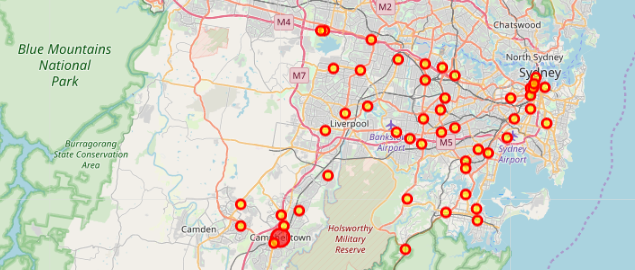 M2
Chatswood
M4
Blue Mountains
National
Park
North Sydney
Sydney
M7
Liverpool
Burragorang
State Conservation
Area
Bankstown
Airport
M5
Sydney
Airport
Camden
Campbelltown
Holsworthy
Military
Reserve